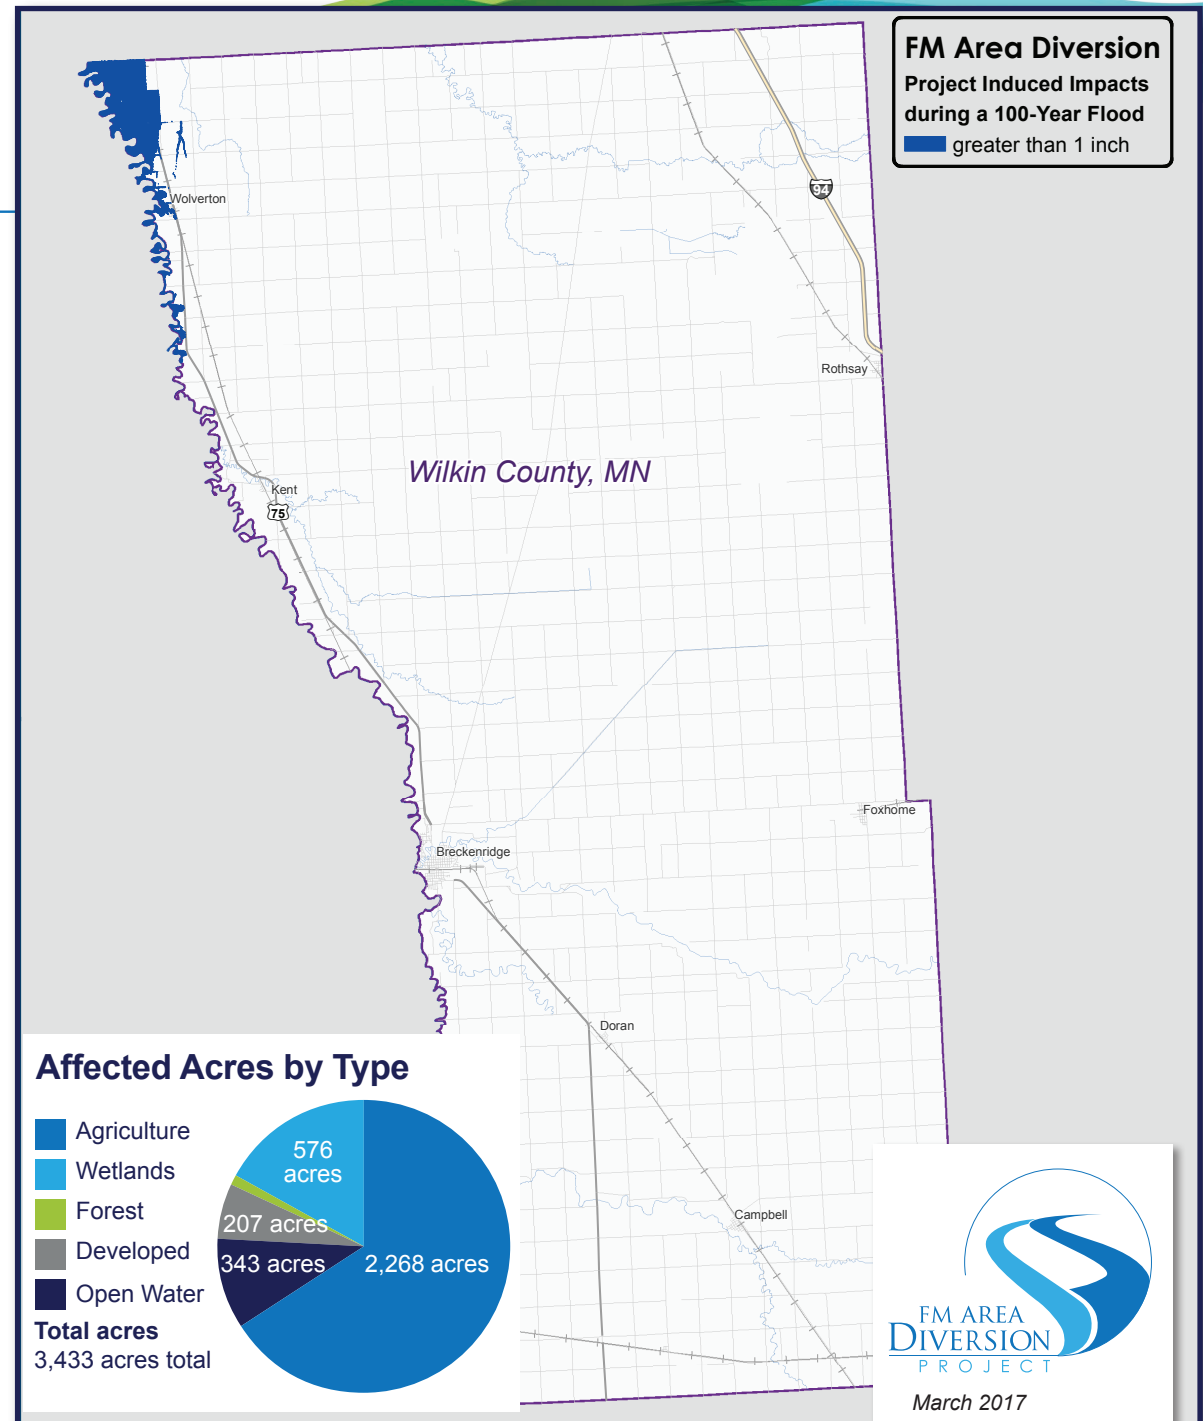 FM Area Diversion
Project Induced Impacts
during a 100-Year Flood
greater than 1 inch
94
Wolverton
Rothsay
Wilkin County, MN
Kent
75
Foxhome
Breckenridge
Doran
Campbell
Affected Acres by Type
Agriculture
Wetlands
Forest
Developed
Open Water
Total acres
3,433 acres total
576
acres
207 acres
343 acres
2,268 acres
FM AREA
DIVERSION
PROJECT
March 2017